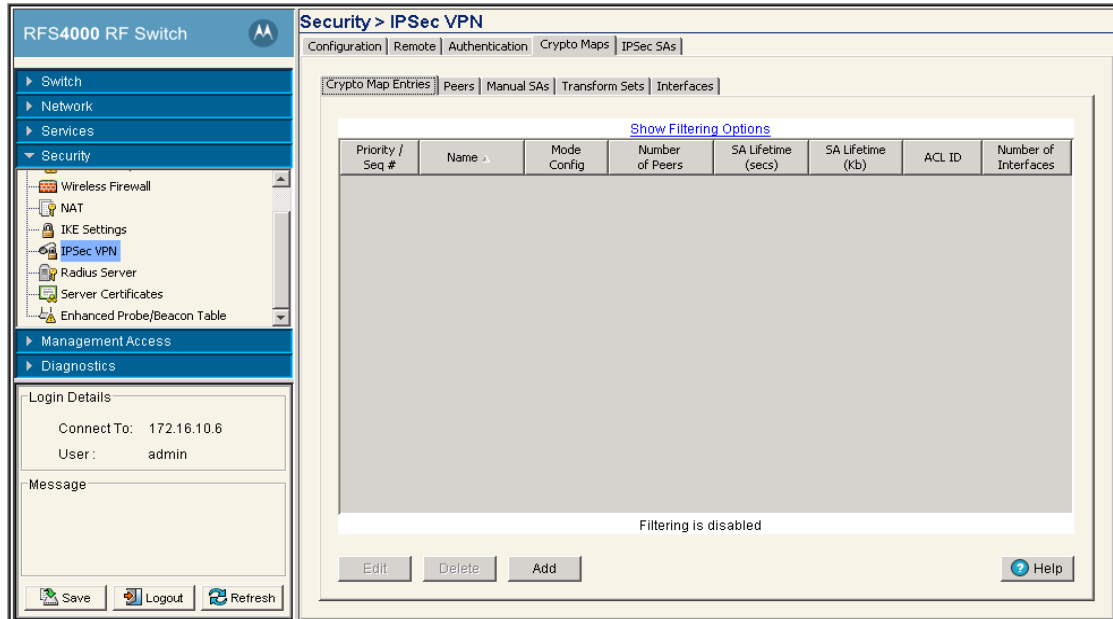 RFS4000 RF Switch
Switch
Network
Services
Security
Wireless Firewall
NAT
IKE Settings
IPSec VPN
Radius Server
Server Certificates
Enhanced Probe/Beacon Table
Management Access
Diagnostics
Login Details
Connect To: 172.16.10.6
User : admin
Message
Save Logout Refresh
Security > IPSec VPN
Configuration Remote Authentication Crypto Maps IPSec SAs
Crypto Map Entries Peers Manual SAs Transform Sets Interfaces
Show Filtering Options
Priority / Seq # Name Mode Config Number of Peers SA Lifetime (secs) SA Lifetime (Kb) ACL ID Number of Interfaces
Filtering is disabled
Edit Delete Add Help